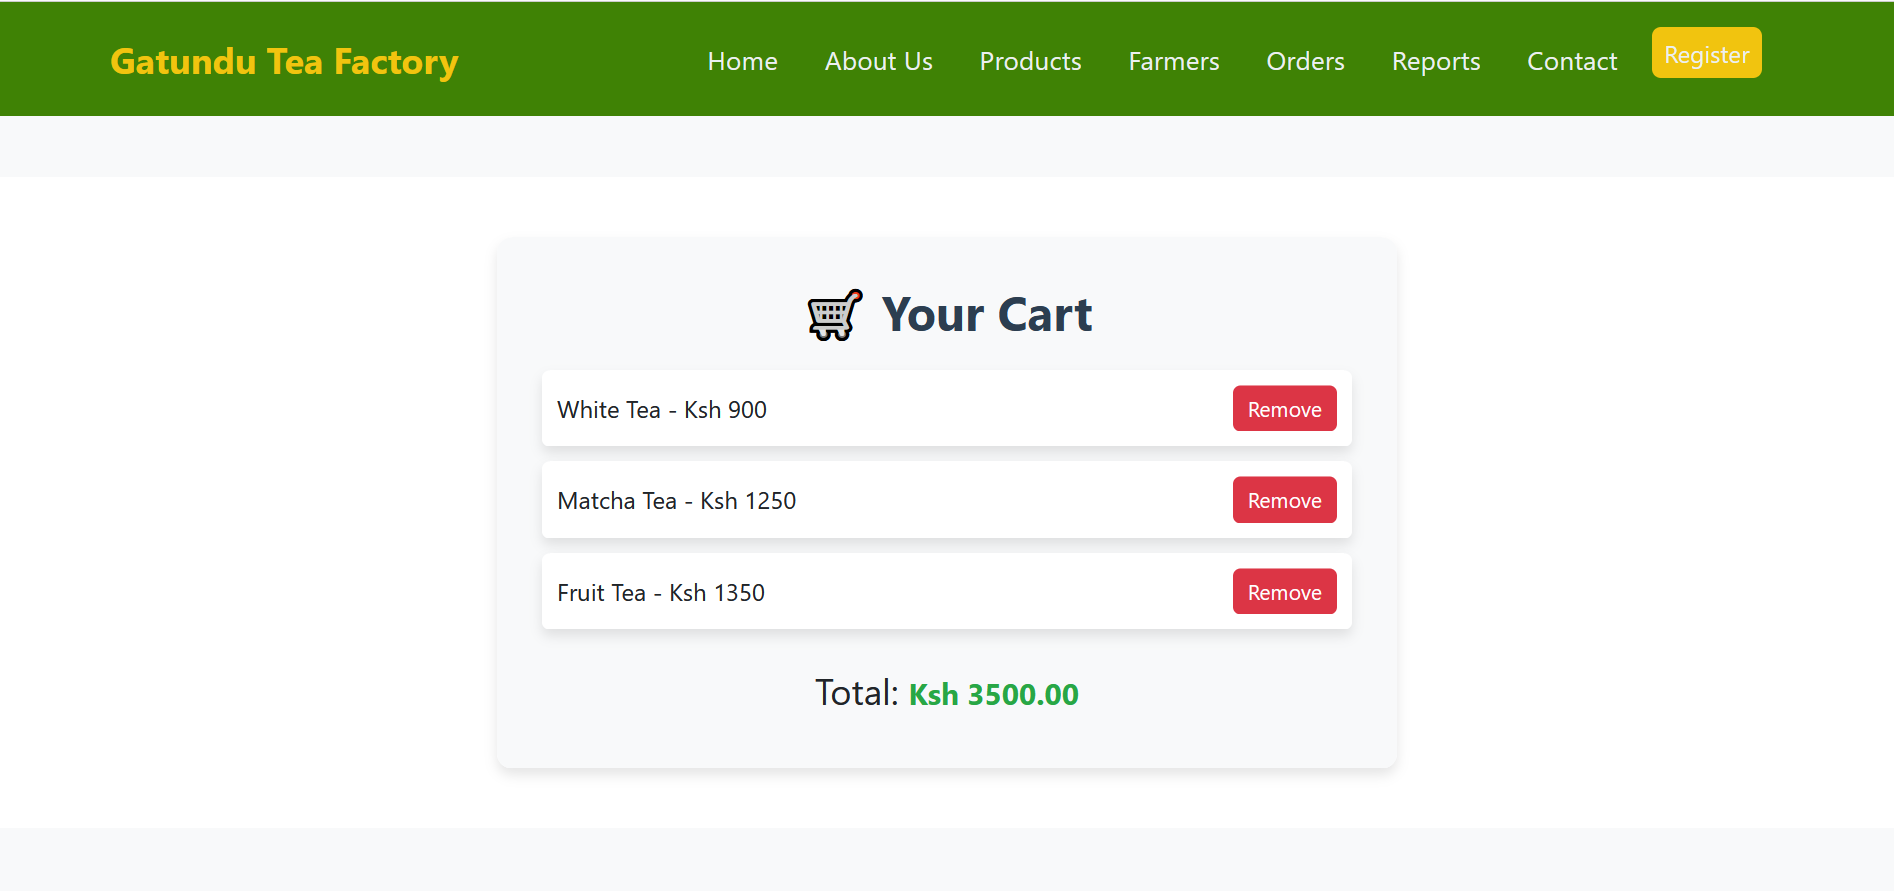 Gatundu Tea Factory
Home About Us Products Farmers Orders Reports Contact Register
Your Cart
White Tea - Ksh 900 Remove
Matcha Tea - Ksh 1250 Remove
Fruit Tea - Ksh 1350 Remove
Total: Ksh 3500.00